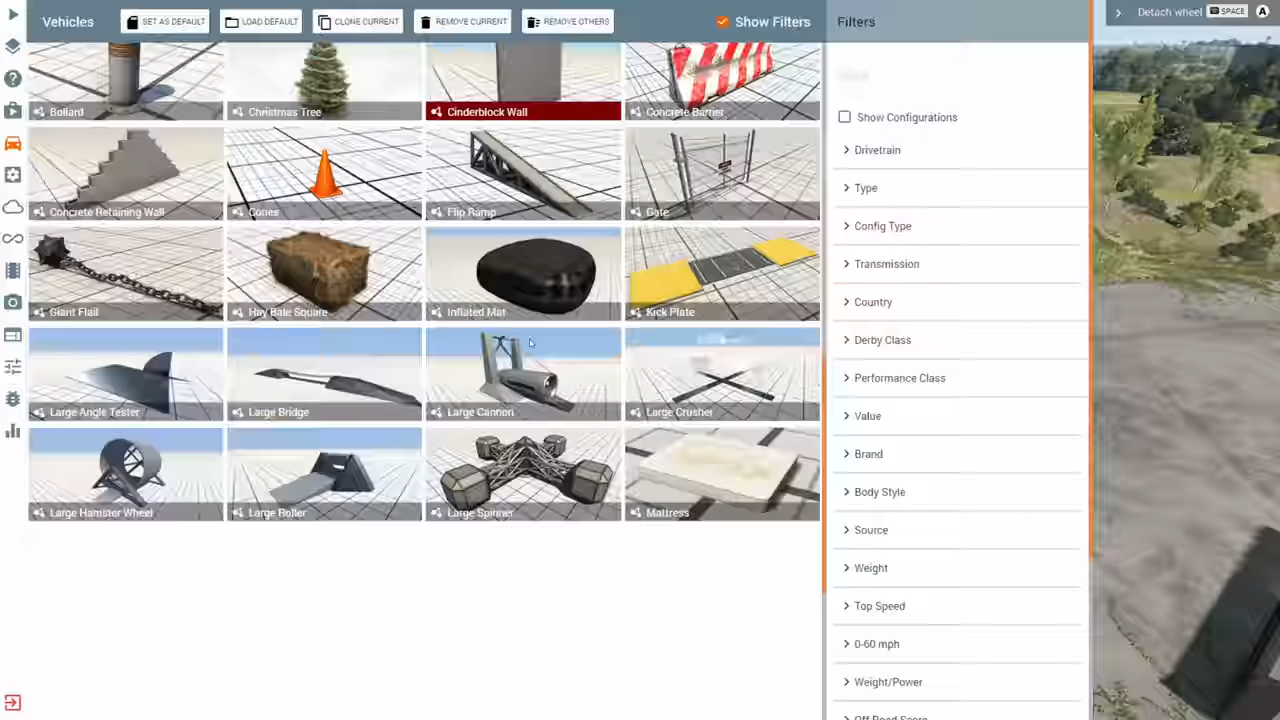 Vehicles
SET AS DEFAULT
LOAD DEFAULT
CLONE CURRENT
REMOVE CURRENT
REMOVE OTHERS
Show Filters
Filters
Detach wheel
SPACE
A
Bollard
Christmas Tree
Cinderblock Wall
Concrete Barrier
Concrete Retaining Wall
Cones
Flip Ramp
Gate
Giant Flail
Hay Bale Square
Inflated Mat
Kick Plate
Large Angle Tester
Large Bridge
Large Cannon
Large Crusher
Large Hamster Wheel
Large Roller
Large Spinner
Mattress
Show Configurations
Drivetrain
Type
Config Type
Transmission
Country
Derby Class
Performance Class
Value
Brand
Body Style
Source
Weight
Top Speed
0-60 mph
Weight/Power
Off-Road Score